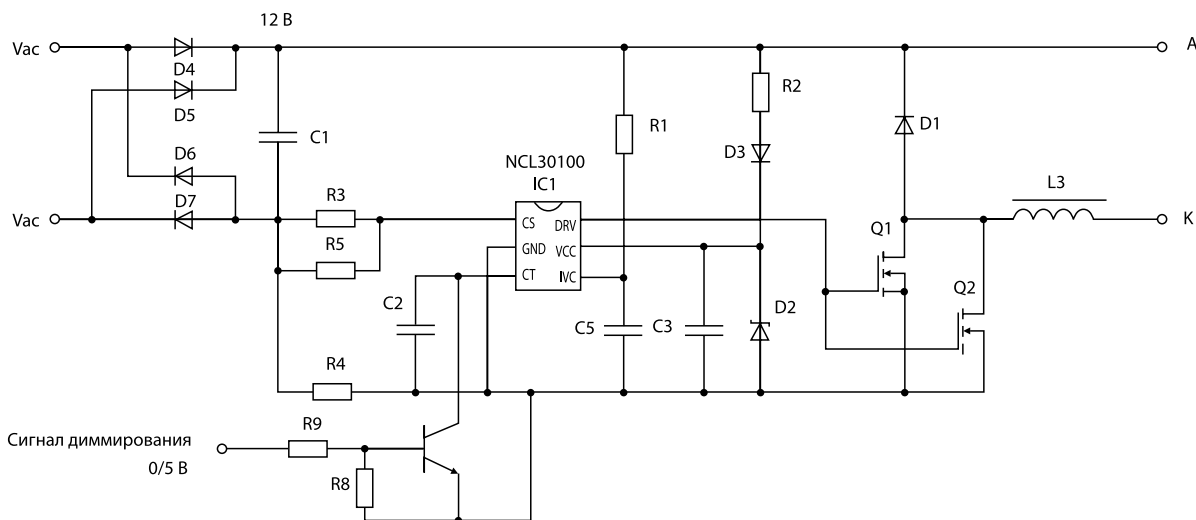 12 В
Vac
D4
D5
A
R2
C1
R1
D1
D6
D3
NCL30100
IC1
Vac
D7
R3
L3
K
CS
DRV
Q1
GND
VCC
R5
CT
IVC
Q2
C2
C5
C3
D2
R4
R9
Сигнал диммирования
0/5 В
R8